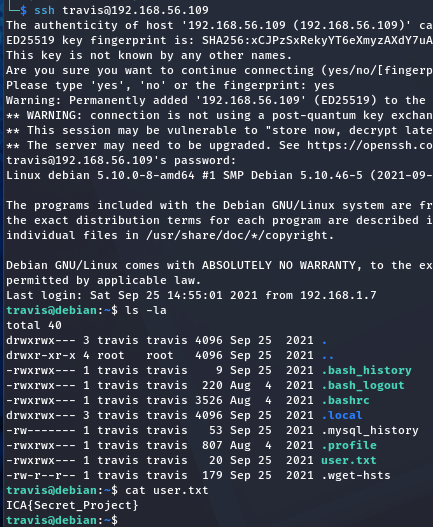 └─$ ssh travis@192.168.56.109
The authenticity of host '192.168.56.109 (192.168.56.109)' ca
ED25519 key fingerprint is: SHA256:xCJPzSxRekyYT6eXmyzAXdY7uA
This key is not known by any other names.
Are you sure you want to continue connecting (yes/no/[fingerp
Please type 'yes', 'no' or the fingerprint: yes
Warning: Permanently added '192.168.56.109' (ED25519) to the
** WARNING: connection is not using a post-quantum key exchan
** This session may be vulnerable to "store now, decrypt late
** The server may need to be upgraded. See https://openssh.co
travis@192.168.56.109's password:
Linux debian 5.10.0-8-amd64 #1 SMP Debian 5.10.46-5 (2021-09-
The programs included with the Debian GNU/Linux system are fr
the exact distribution terms for each program are described i
individual files in /usr/share/doc/*/copyright.
Debian GNU/Linux comes with ABSOLUTELY NO WARRANTY, to the ex
permitted by applicable law.
Last login: Sat Sep 25 14:55:01 2021 from 192.168.1.7
travis@debian:~$ ls -la
total 40
drwxrwx--- 3 travis travis 4096 Sep 25  2021 .
drwxr-xr-x 4 root   root   4096 Sep 25  2021 ..
-rwxrwx--- 1 travis travis    9 Sep 25  2021 .bash_history
-rwxrwx--- 1 travis travis  220 Aug  4  2021 .bash_logout
-rwxrwx--- 1 travis travis 3526 Aug  4  2021 .bashrc
drwxrwx--- 3 travis travis 4096 Sep 25  2021 .local
-rw------- 1 travis travis   53 Sep 25  2021 .mysql_history
-rwxrwx--- 1 travis travis  807 Aug  4  2021 .profile
-rwxrwx--- 1 travis travis   20 Sep 25  2021 user.txt
-rw-r--r-- 1 travis travis  179 Sep 25  2021 .wget-hsts
travis@debian:~$ cat user.txt
ICA{Secret_Project}
travis@debian:~$